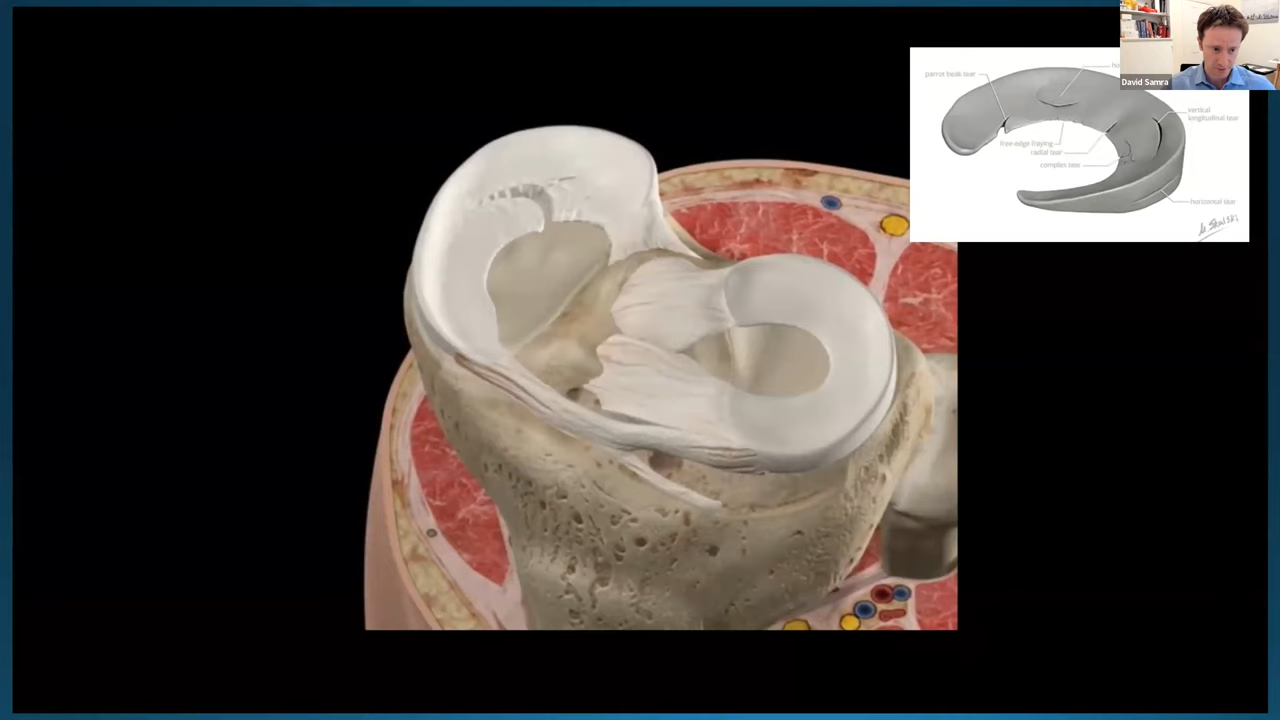 David Samra
parrot beak tear
vertical
longitudinal tear
free-edge fraying
radial tear
complex tear
horizontal tear